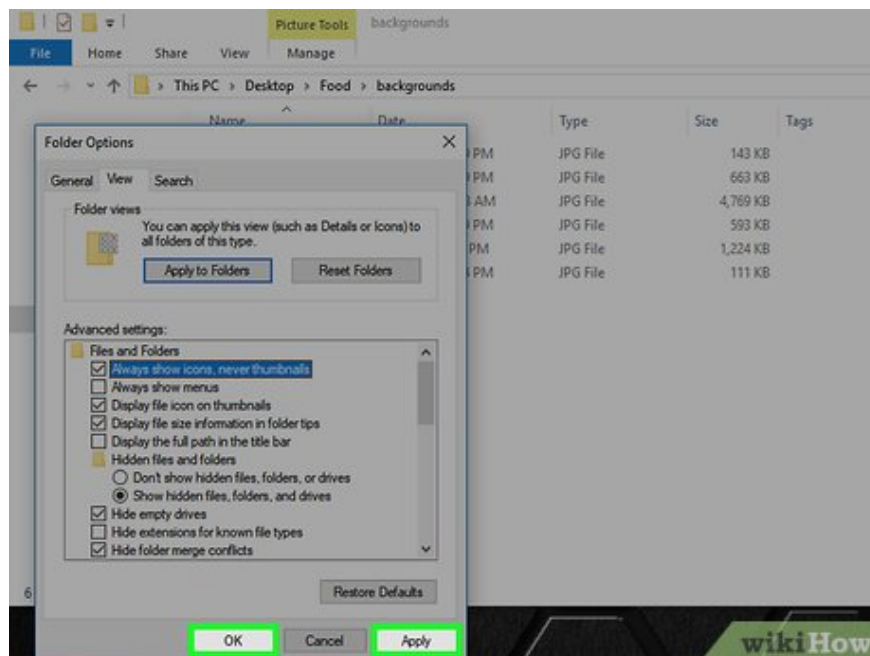 Picture Tools backgrounds
File Home Share View Manage
This PC > Desktop > Food > backgrounds
Name Date Type Size Tags
Folder Options
PM JPG File 143 KB
General View Search
PM JPG File 663 KB
AM JPG File 4,769 KB
Folder views
You can apply this view (such as Details or Icons) to
all folders of this type.
PM JPG File 593 KB
PM JPG File 1,224 KB
Apply to Folders Reset Folders
PM JPG File 111 KB
Advanced settings:
Files and Folders
Always show icons, never thumbnails
Always show menus
Display file icon on thumbnails
Display file size information in folder tips
Display the full path in the title bar
Hidden files and folders
Don't show hidden files, folders, or drives
Show hidden files, folders, and drives
Hide empty drives
Hide extensions for known file types
Hide folder merge conflicts
6
Restore Defaults
OK Cancel Apply
wikiHow